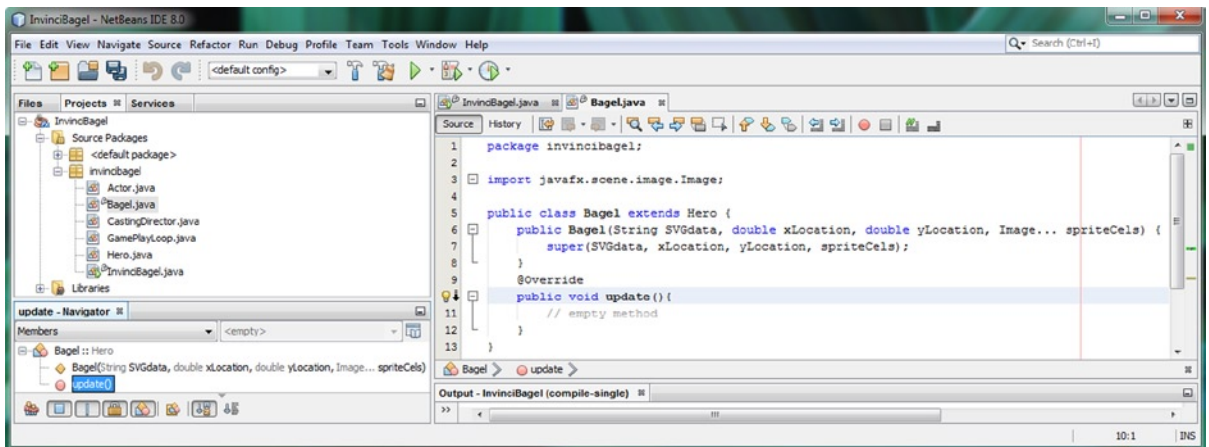 InvinciBagel - NetBeans IDE 8.0
File Edit View Navigate Source Refactor Run Debug Profile Team Tools Window Help
Search (Ctrl+I)
<default config>
Files Projects Services
InvinciBagel
Source Packages
<default package>
invincibagel
Actor.java
Bagel.java
CastingDirector.java
GamePlayLoop.java
Hero.java
InvinciBagel.java
Libraries
update - Navigator
Members <empty>
Bagel :: Hero
Bagel(String SVGdata, double xLocation, double yLocation, Image... spriteCels)
update()
InvinciBagel.java Bagel.java
Source History
1 package invincibagel;
2
3 import javafx.scene.image.Image;
4
5 public class Bagel extends Hero {
6 public Bagel(String SVGdata, double xLocation, double yLocation, Image... spriteCels) {
7 super(SVGdata, xLocation, yLocation, spriteCels);
8 }
9 @Override
public void update(){
11 // empty method
12 }
13 }
Bagel update
Output - InvinciBagel (compile-single)
10:1 INS